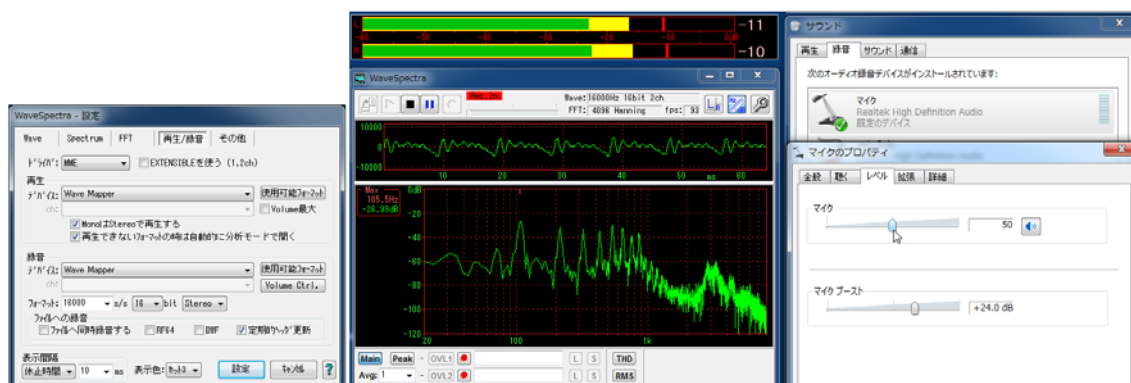 WaveSpectra - 設定
Wave Spectrum FFT 再生/録音 その他
ドライバ: MME EXTENSIBLEを使う (1,2ch)
再生
デバイス: Wave Mapper 使用可能フォーマット
ch: Volume最大
MonoはStereoで再生する
再生できないフォーマットの時は自動的に分析モードで開く
録音
デバイス: Wave Mapper 使用可能フォーマット
ch: Volume Ctrl.
フォーマット: 16000 s/s 16 bit Stereo
ファイルへの録音
ファイルへ同時録音する RF64 DWF 定期的ヘッダ更新
表示間隔
休止時間 10 ms 表示色: 設定 キャンセル ?
L -11
-60 -50 -40 -30 -20 -10 0dB
R -10
WaveSpectra
Rec.In. Wave:16000Hz 16bit 2ch
FFT: 4096 Hanning fps: 93 L/R
10000
0
-10000
10 20 30 40 50 ms 60
Max 0dB
105.5Hz
-26.99dB
-20
-40
-60
-80
-100
-120
20 100 1k
Main Peak - OVL1 L S THD
Avg: 1 - OVL2 L S RMS
サウンド
再生 録音 サウンド 通信
次のオーディオ録音デバイスがインストールされています:
マイク
Realtek High Definition Audio
既定のデバイス
マイクのプロパティ
全般 聴く レベル 拡張 詳細
マイク
50
マイク ブースト
+24.0 dB